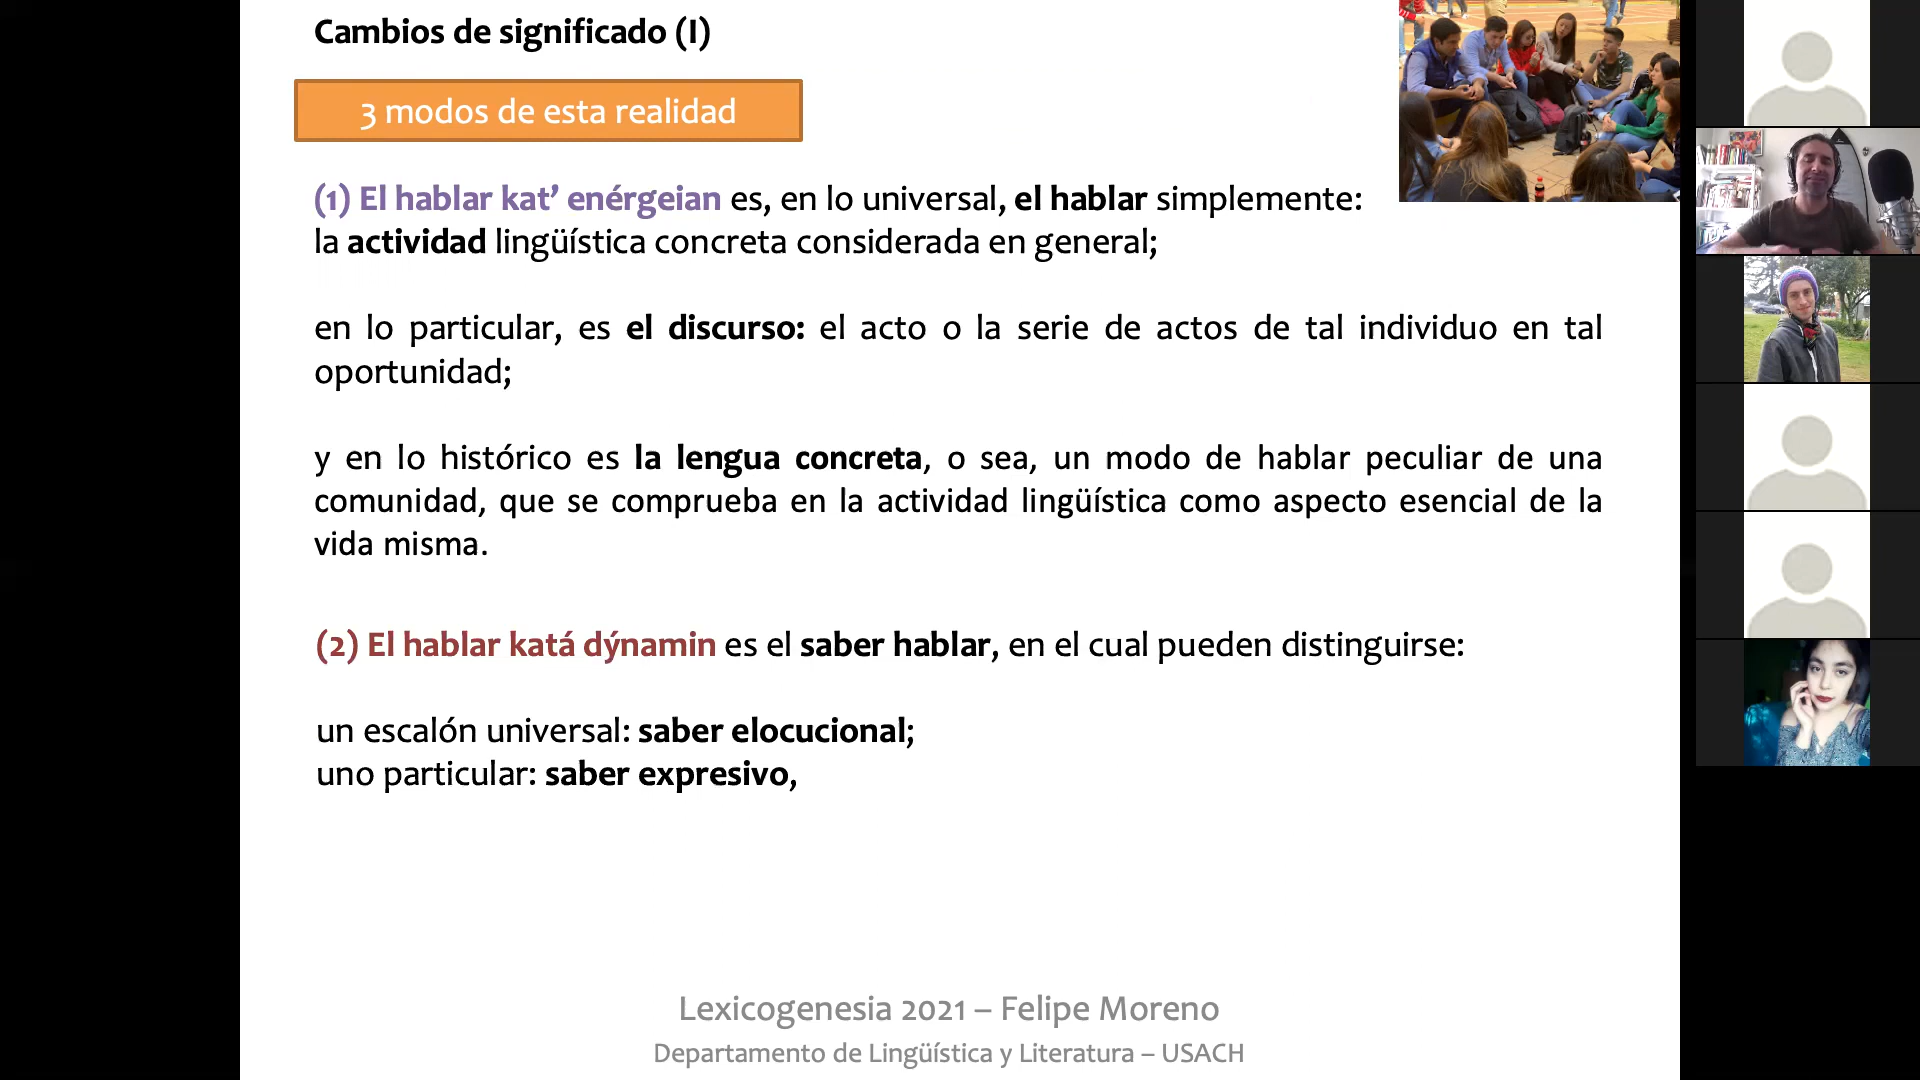 Cambios de significado (I)
3 modos de esta realidad
(1) El hablar kat’ enérgeian es, en lo universal, el hablar simplemente:
la actividad lingüística concreta considerada en general;
en lo particular, es el discurso: el acto o la serie de actos de tal individuo en tal
oportunidad;
y en lo histórico es la lengua concreta, o sea, un modo de hablar peculiar de una
comunidad, que se comprueba en la actividad lingüística como aspecto esencial de la
vida misma.
(2) El hablar katá dýnamin es el saber hablar, en el cual pueden distinguirse:
un escalón universal: saber elocucional;
uno particular: saber expresivo,
Lexicogenesia 2021 – Felipe Moreno
Departamento de Lingüística y Literatura – USACH